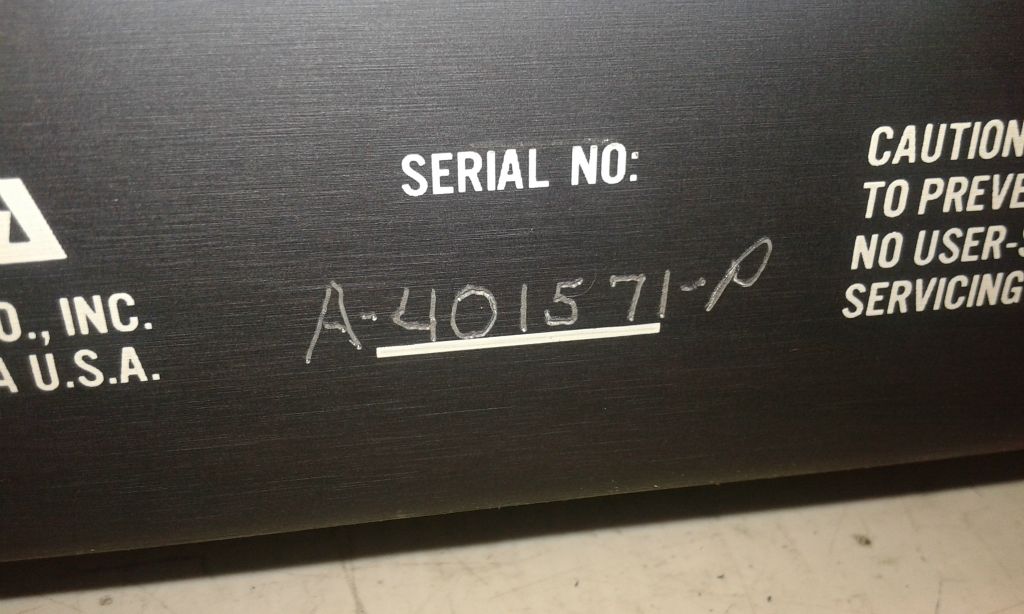 SERIAL NO:
A-401571-P
O., INC.
A U.S.A.
CAUTION
TO PREVE
NO USER-S
SERVICING